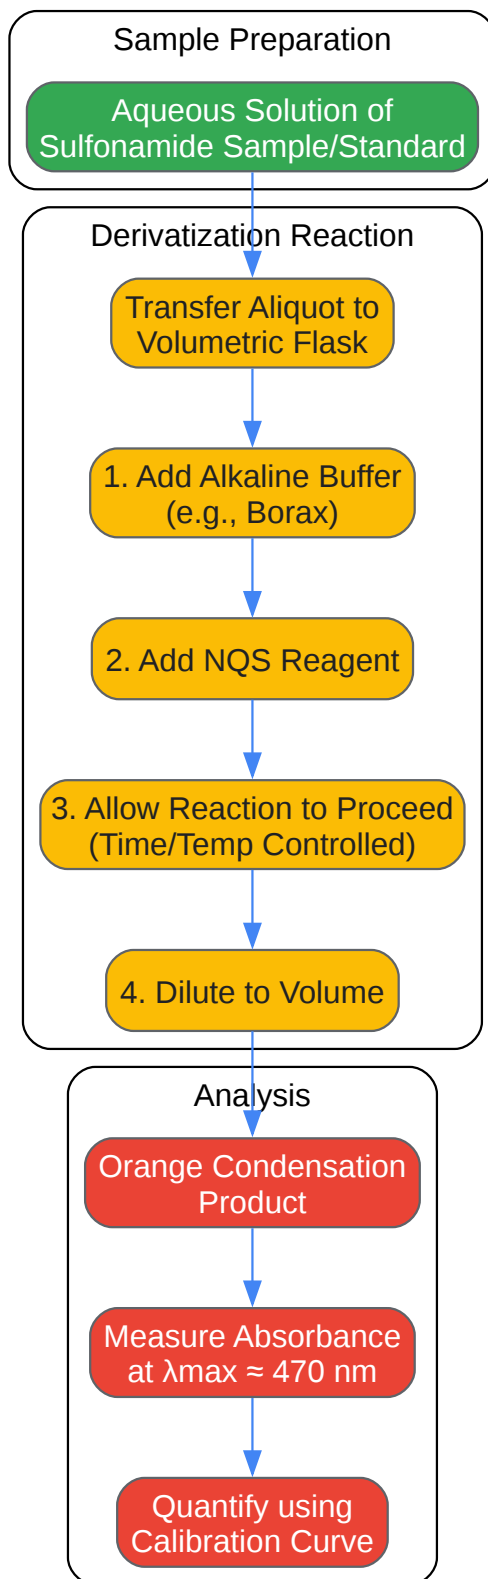 Sample Preparation
Aqueous Solution of
Sulfonamide Sample/Standard
Derivatization Reaction
Transfer Aliquot to
Volumetric Flask
1. Add Alkaline Buffer
(e.g., Borax)
2. Add NQS Reagent
3. Allow Reaction to Proceed
(Time/Temp Controlled)
4. Dilute to Volume
Analysis
Orange Condensation
Product
Measure Absorbance
at λmax ≈ 470 nm
Quantify using
Calibration Curve